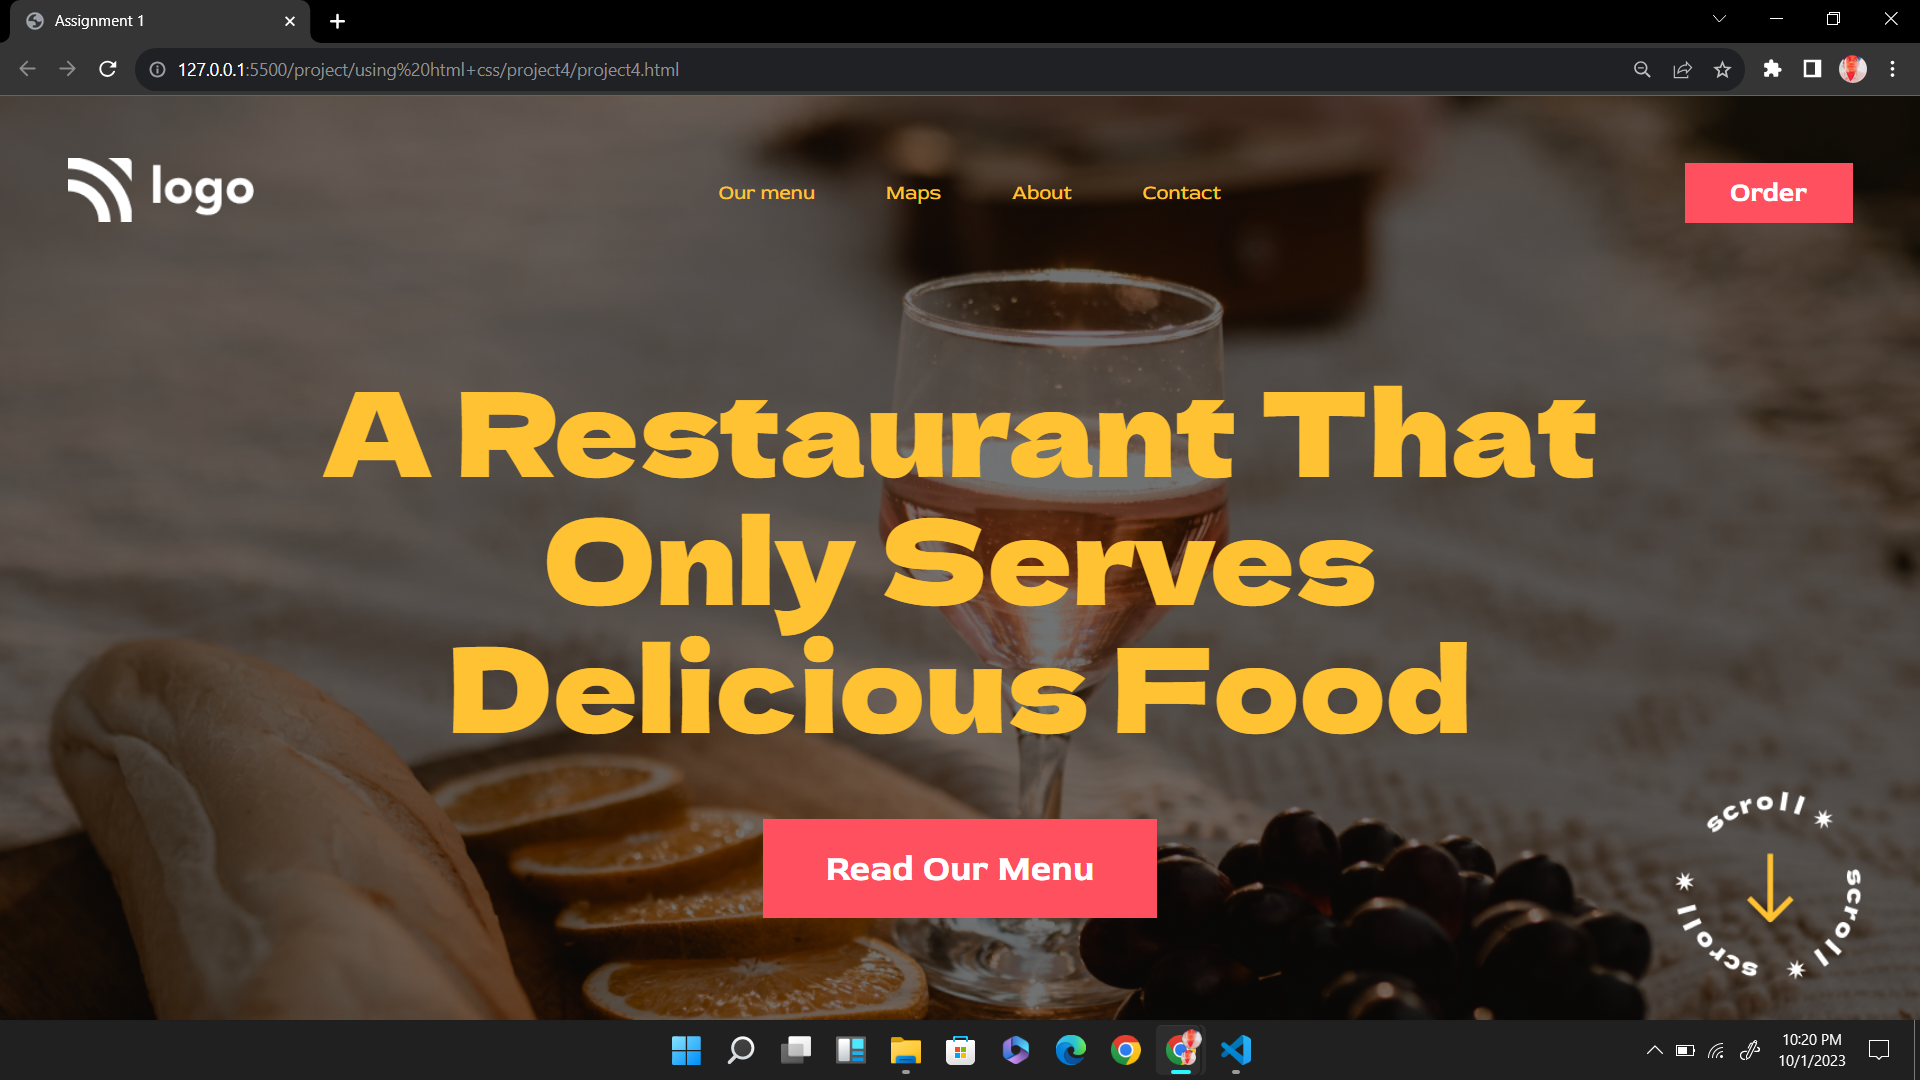 Assignment 1
127.0.0.1:5500/project/using%20html+css/project4/project4.html
logo
Our menu
Maps
About
Contact
Order
A Restaurant That
Only Serves
Delicious Food
Read Our Menu
scroll
scroll
scroll
10:20 PM
10/1/2023